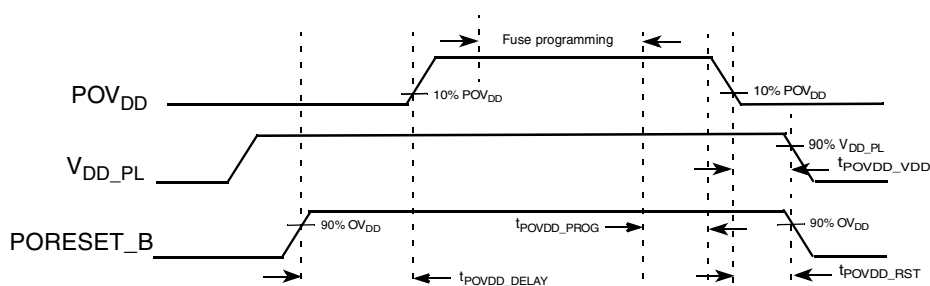 Fuse programming
POV_DD
10% POV_DD
10% POV_DD
V_DD_PL
90% V_DD_PL
t_POVDD_VDD
PORESET_B
90% OV_DD
t_POVDD_PROG
90% OV_DD
t_POVDD_DELAY
t_POVDD_RST